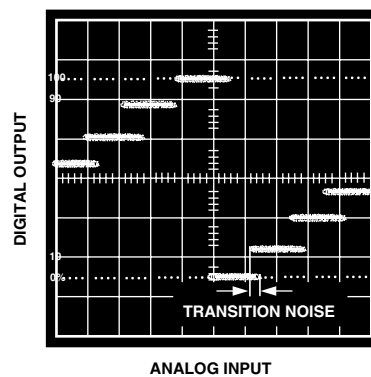 DIGITAL OUTPUT
100
90
10
0%
TRANSITION NOISE
ANALOG INPUT